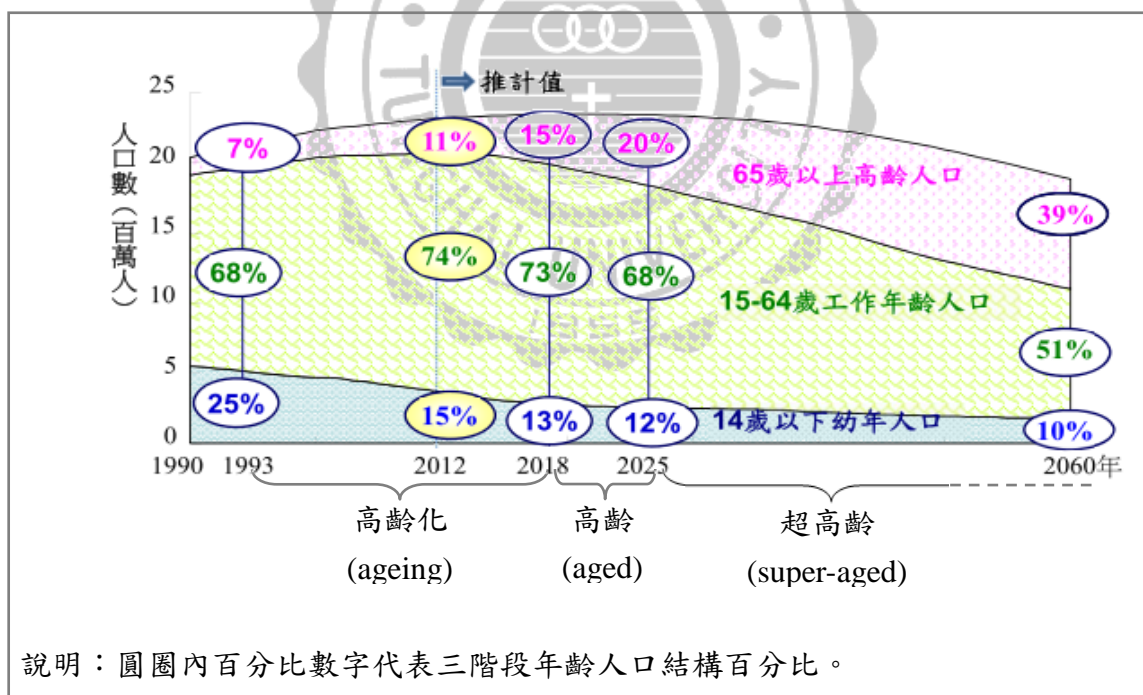 25
推計值
7%
11%
15%
20%
人口數（百萬人）
20
65歲以上高齡人口
39%
15
68%
74%
73%
68%
10
15-64歲工作年齡人口
51%
5
25%
15%
13%
12%
14歲以下幼年人口
10%
0
1990 1993 2012 2018 2025 2060年
高齡化 高齡 超高齡
(ageing) (aged) (super-aged)
說明：圓圈內百分比數字代表三階段年齡人口結構百分比。